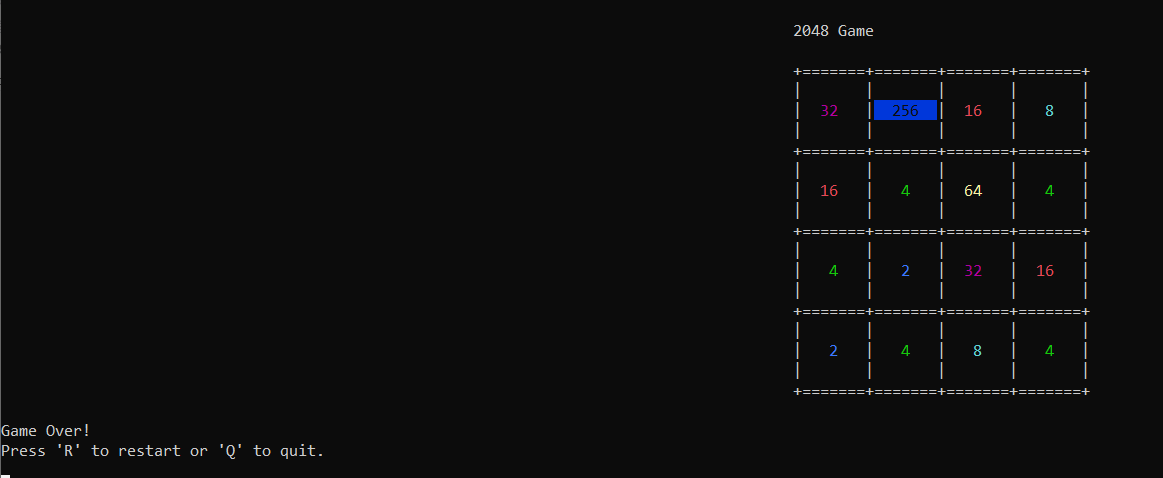 2048 Game
+=======+=======+=======+=======+
|       |       |       |       |
|  32   |  256  |  16   |   8   |
|       |       |       |       |
+=======+=======+=======+=======+
|       |       |       |       |
|  16   |   4   |  64   |   4   |
|       |       |       |       |
+=======+=======+=======+=======+
|       |       |       |       |
|   4   |   2   |  32   |  16   |
|       |       |       |       |
+=======+=======+=======+=======+
|       |       |       |       |
|   2   |   4   |   8   |   4   |
|       |       |       |       |
+=======+=======+=======+=======+
Game Over!
Press 'R' to restart or 'Q' to quit.